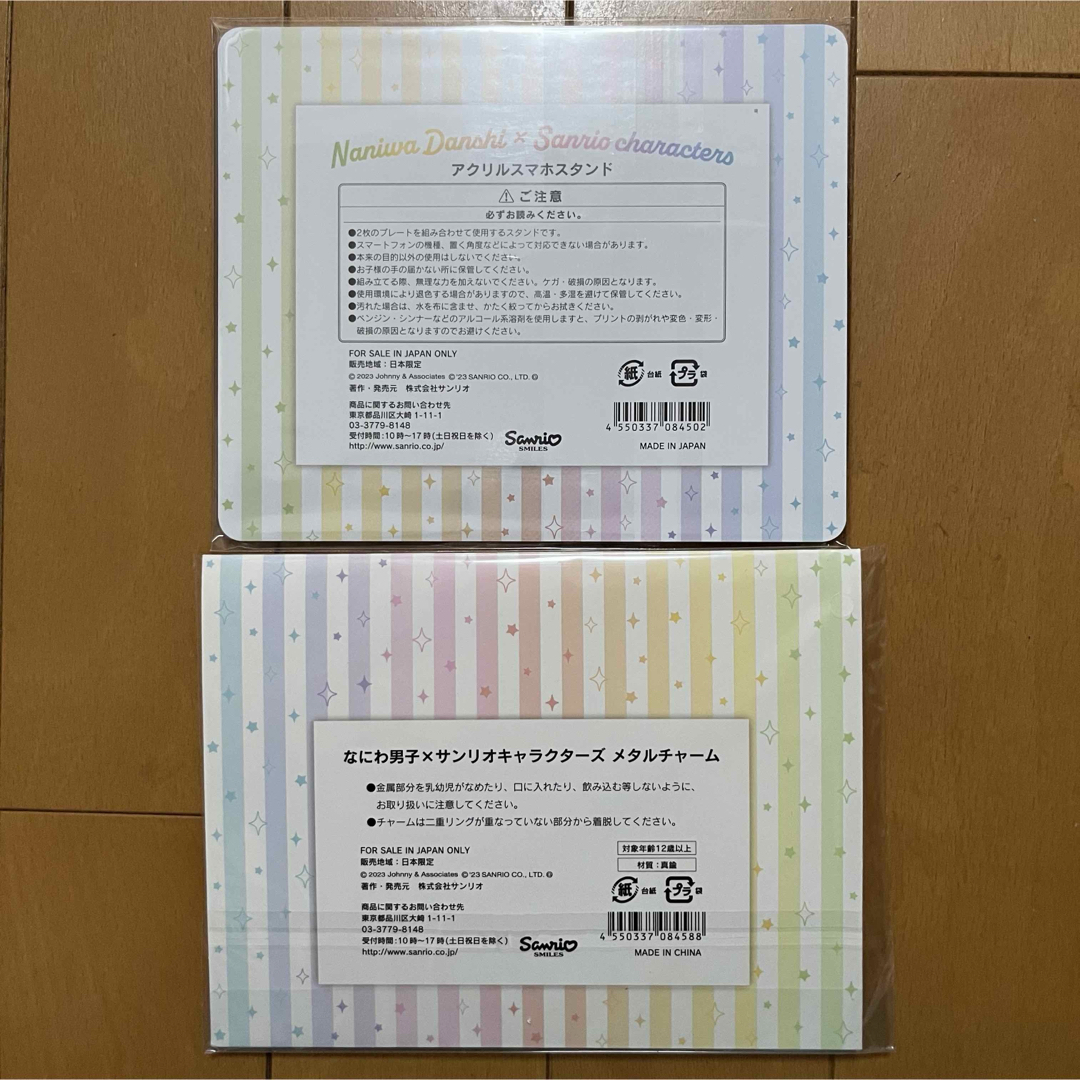 Naniwa Danshi × Sanrio characters
アクリルスマホスタンド
ご注意
必ずお読みください。
●2枚のプレートを組み合わせて使用するスタンドです。
●スマートフォンの機種、置く角度などによって対応できない場合があります。
●本来の目的以外の使用はしないでください。
●お子様の手の届かない所に保管してください。
●組み立てる際、無理な力を加えないでください。ケガ・破損の原因となります。
●使用環境により退色する場合がありますので、高温・多湿を避けて保管してください。
●汚れた場合は、水を布に含ませ、かたく絞ってからお拭きください。
●ベンジン・シンナーなどのアルコール系溶剤を使用しますと、プリントの剥がれや変色・変形・
破損の原因となりますのでお避けください。
FOR SALE IN JAPAN ONLY
販売地域：日本限定
© 2023 Johnny & Associates © '23 SANRIO CO., LTD.
著作・発売元 株式会社サンリオ
紙 台紙 プラ 袋
商品に関するお問い合わせ先
東京都品川区大崎 1-11-1
03-3779-8148
受付時間：10時〜17時(土日祝日を除く)
http://www.sanrio.co.jp/
Sanrio
SMILES
4 550337 084502
MADE IN JAPAN
なにわ男子×サンリオキャラクターズ メタルチャーム
●金属部分を乳幼児がなめたり、口に入れたり、飲み込む等しないように、
お取り扱いに注意してください。
●チャームは二重リングが重なっていない部分から着脱してください。
FOR SALE IN JAPAN ONLY
販売地域：日本限定
© 2023 Johnny & Associates © '23 SANRIO CO., LTD.
著作・発売元 株式会社サンリオ
対象年齢12歳以上
材質：真鍮
紙 台紙 プラ 袋
商品に関するお問い合わせ先
東京都品川区大崎 1-11-1
03-3779-8148
受付時間：10時〜17時(土日祝日を除く)
http://www.sanrio.co.jp/
Sanrio
SMILES
4 550337 084588
MADE IN CHINA